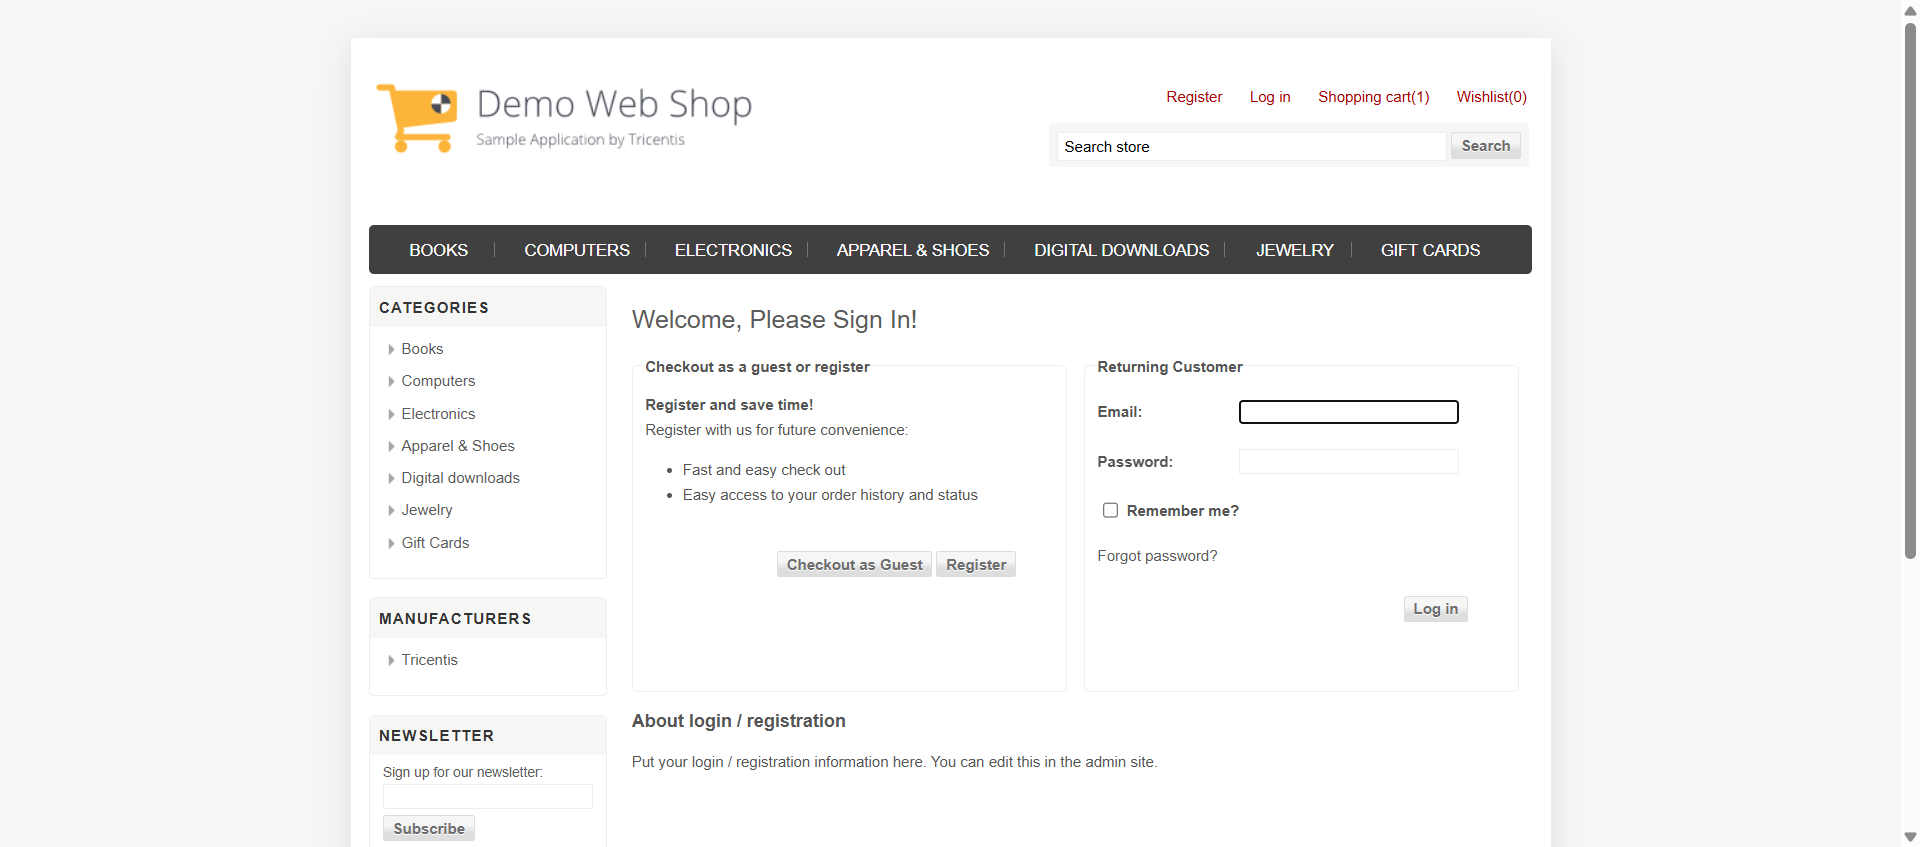 Demo Web Shop
Sample Application by Tricentis
Register Log in Shopping cart(1) Wishlist(0)
Search store Search
BOOKS COMPUTERS ELECTRONICS APPAREL & SHOES DIGITAL DOWNLOADS JEWELRY GIFT CARDS
CATEGORIES
Books
Computers
Electronics
Apparel & Shoes
Digital downloads
Jewelry
Gift Cards
MANUFACTURERS
Tricentis
NEWSLETTER
Sign up for our newsletter:
Subscribe
Welcome, Please Sign In!
Checkout as a guest or register
Register and save time!
Register with us for future convenience:
Fast and easy check out
Easy access to your order history and status
Checkout as Guest Register
Returning Customer
Email:
Password:
Remember me?
Forgot password?
Log in
About login / registration
Put your login / registration information here. You can edit this in the admin site.